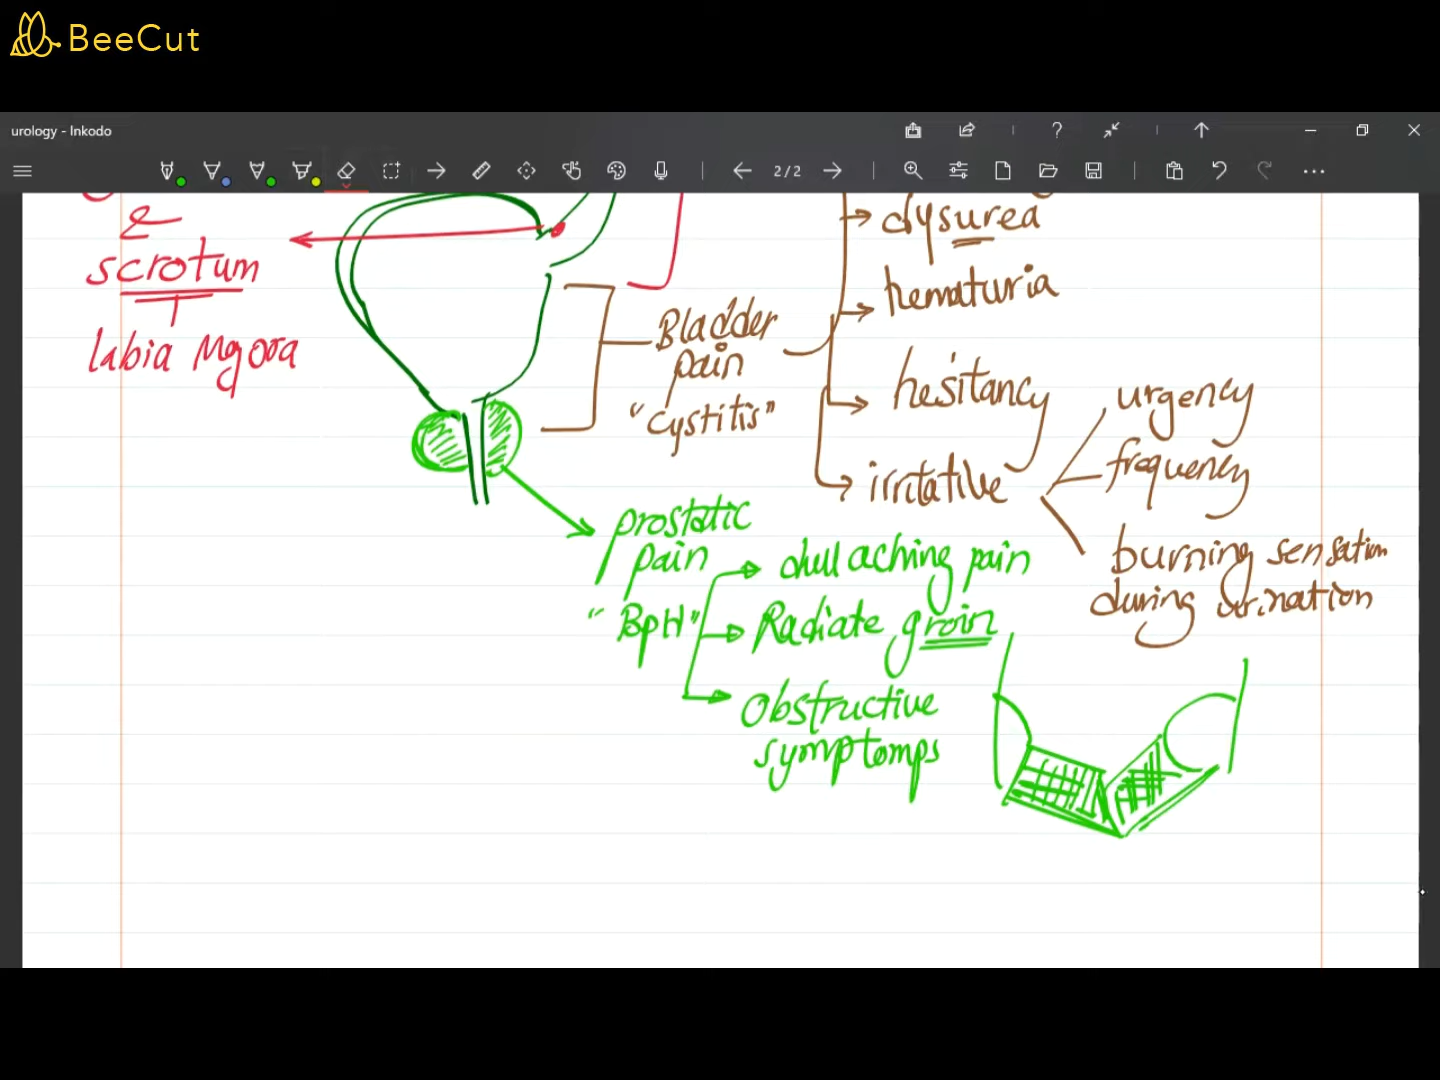 BeeCut
urology - Inkodo
2/2
&
scrotum
labia Majora
Bladder
pain
"Cystitis"
dysurea
hematuria
hesitancy
irritative
urgency
frequency
burning sensation
during urination
prostatic
pain
"BpH"
dull aching pain
Radiate groin
Obstructive
symptomps